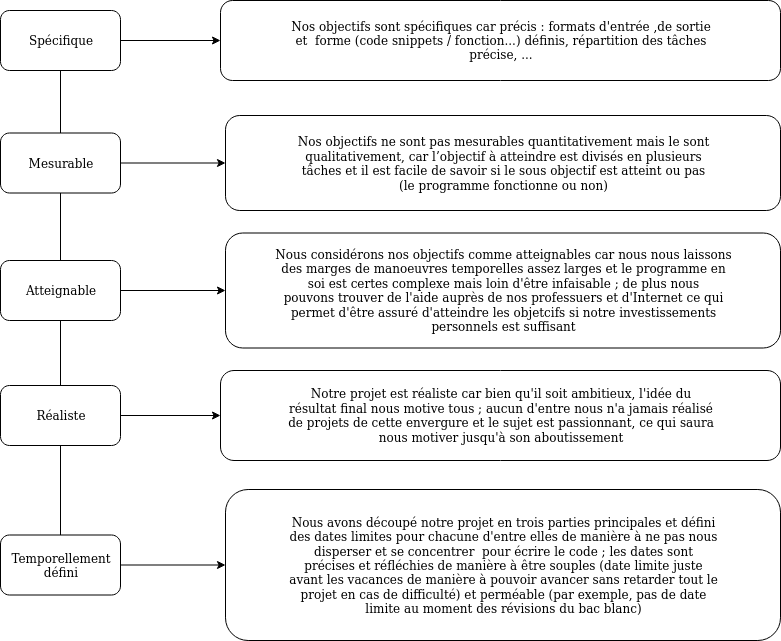 Spécifique
Nos objectifs sont spécifiques car précis : formats d'entrée ,de sortie
et  forme (code snippets / fonction...) définis, répartition des tâches
précise, ...
Mesurable
Nos objectifs ne sont pas mesurables quantitativement mais le sont
qualitativement, car l’objectif à atteindre est divisés en plusieurs
tâches et il est facile de savoir si le sous objectif est atteint ou pas
(le programme fonctionne ou non)
Atteignable
Nous considérons nos objectifs comme atteignables car nous nous laissons
des marges de manoeuvres temporelles assez larges et le programme en
soi est certes complexe mais loin d'être infaisable ; de plus nous
pouvons trouver de l'aide auprès de nos professuers et d'Internet ce qui
permet d'être assuré d'atteindre les objetcifs si notre investissements
personnels est suffisant
Réaliste
Notre projet est réaliste car bien qu'il soit ambitieux, l'idée du
résultat final nous motive tous ; aucun d'entre nous n'a jamais réalisé
de projets de cette envergure et le sujet est passionnant, ce qui saura
nous motiver jusqu'à son aboutissement
Temporellement
défini
Nous avons découpé notre projet en trois parties principales et défini
des dates limites pour chacune d'entre elles de manière à ne pas nous
disperser et se concentrer  pour écrire le code ; les dates sont
précises et réfléchies de manière à être souples (date limite juste
avant les vacances de manière à pouvoir avancer sans retarder tout le
projet en cas de difficulté) et perméable (par exemple, pas de date
limite au moment des révisions du bac blanc)